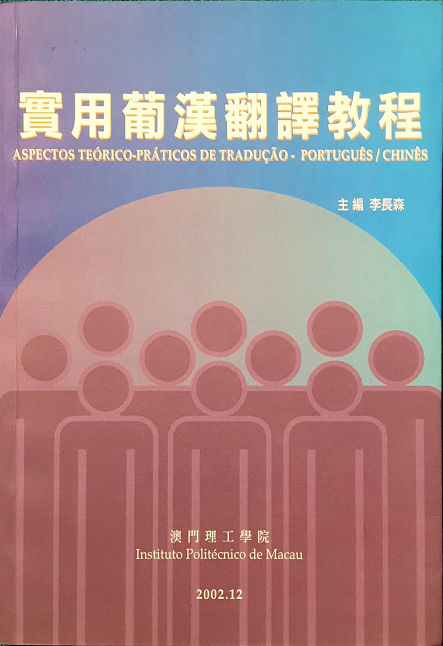 實用葡漢翻譯教程
ASPECTOS TEÓRICO-PRÁTICOS DE TRADUÇÃO - PORTUGUÊS / CHINÊS
主編 李長森
澳門理工學院
Instituto Politécnico de Macau
2002.12